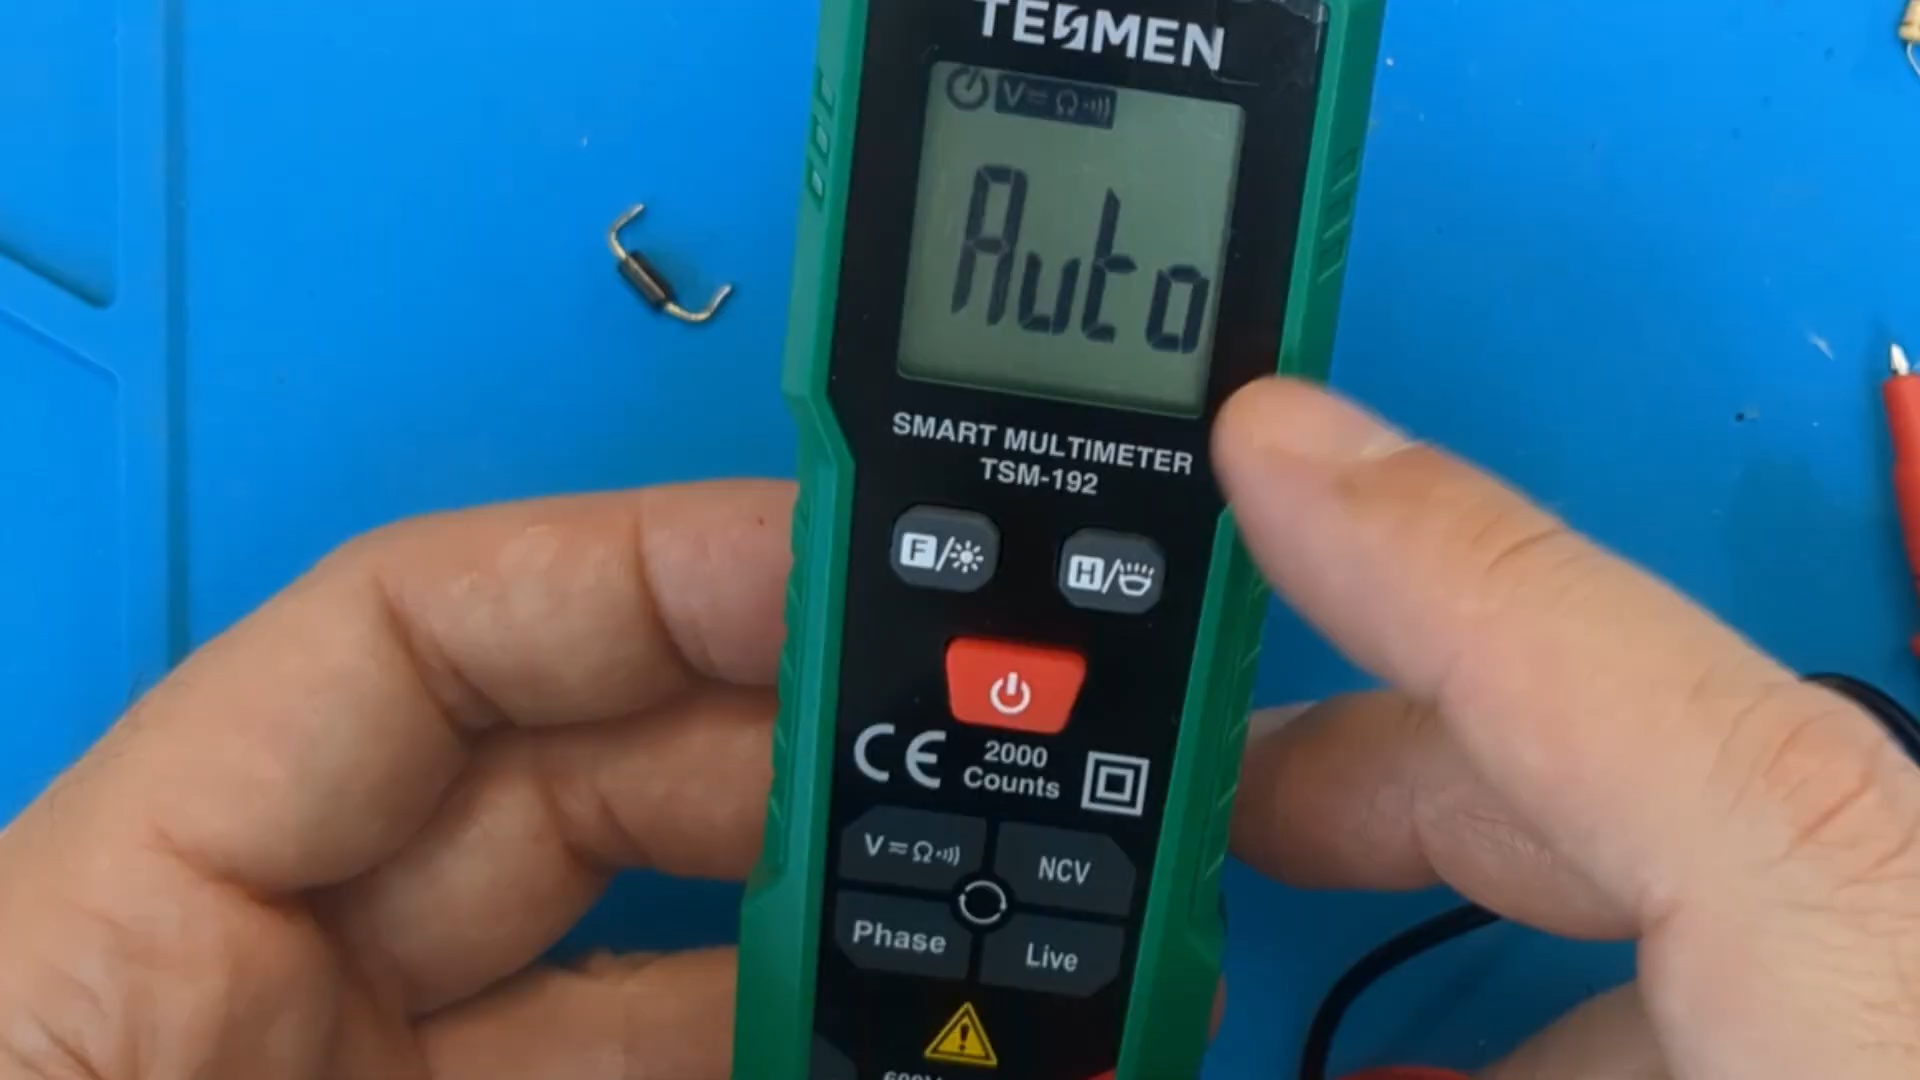 TESMEN
V Ω
Auto
SMART MULTIMETER
TSM-192
F/
H/
CE 2000
Counts
V Ω
NCV
Phase
Live